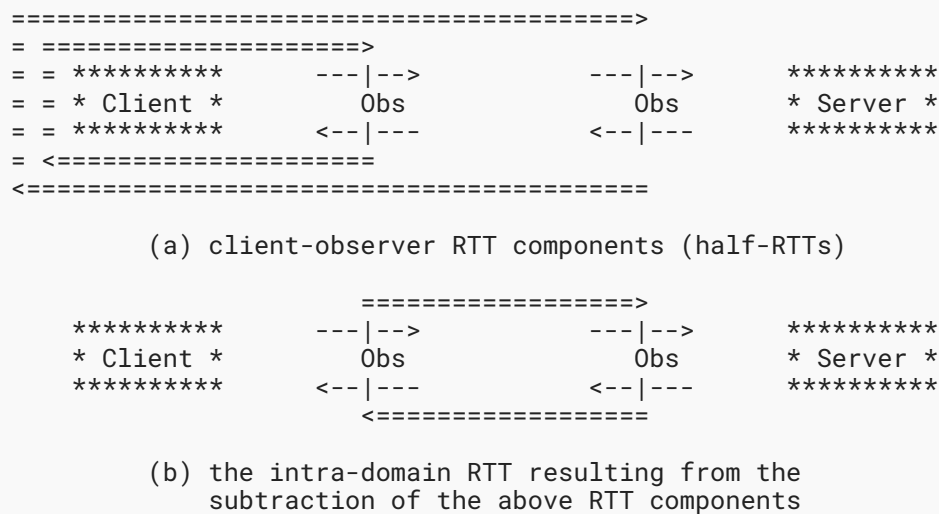 =========================================>
= =====================>
= = **********      ---|-->           ---|-->      **********
= = * Client *         Obs               Obs       * Server *
= = **********      <--|---           <--|---      **********
= <=====================
<=========================================
(a) client-observer RTT components (half-RTTs)
==================>
**********      ---|-->           ---|-->      **********
* Client *         Obs               Obs       * Server *
**********      <--|---           <--|---      **********
<==================
(b) the intra-domain RTT resulting from the
subtraction of the above RTT components